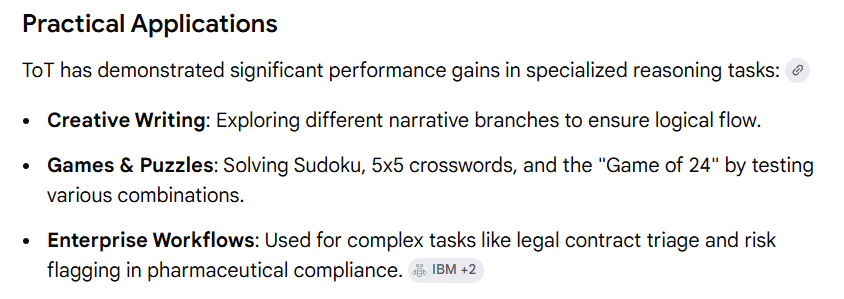 Practical Applications
ToT has demonstrated significant performance gains in specialized reasoning tasks:
• Creative Writing: Exploring different narrative branches to ensure logical flow.
• Games & Puzzles: Solving Sudoku, 5x5 crosswords, and the "Game of 24" by testing
various combinations.
• Enterprise Workflows: Used for complex tasks like legal contract triage and risk
flagging in pharmaceutical compliance. IBM +2